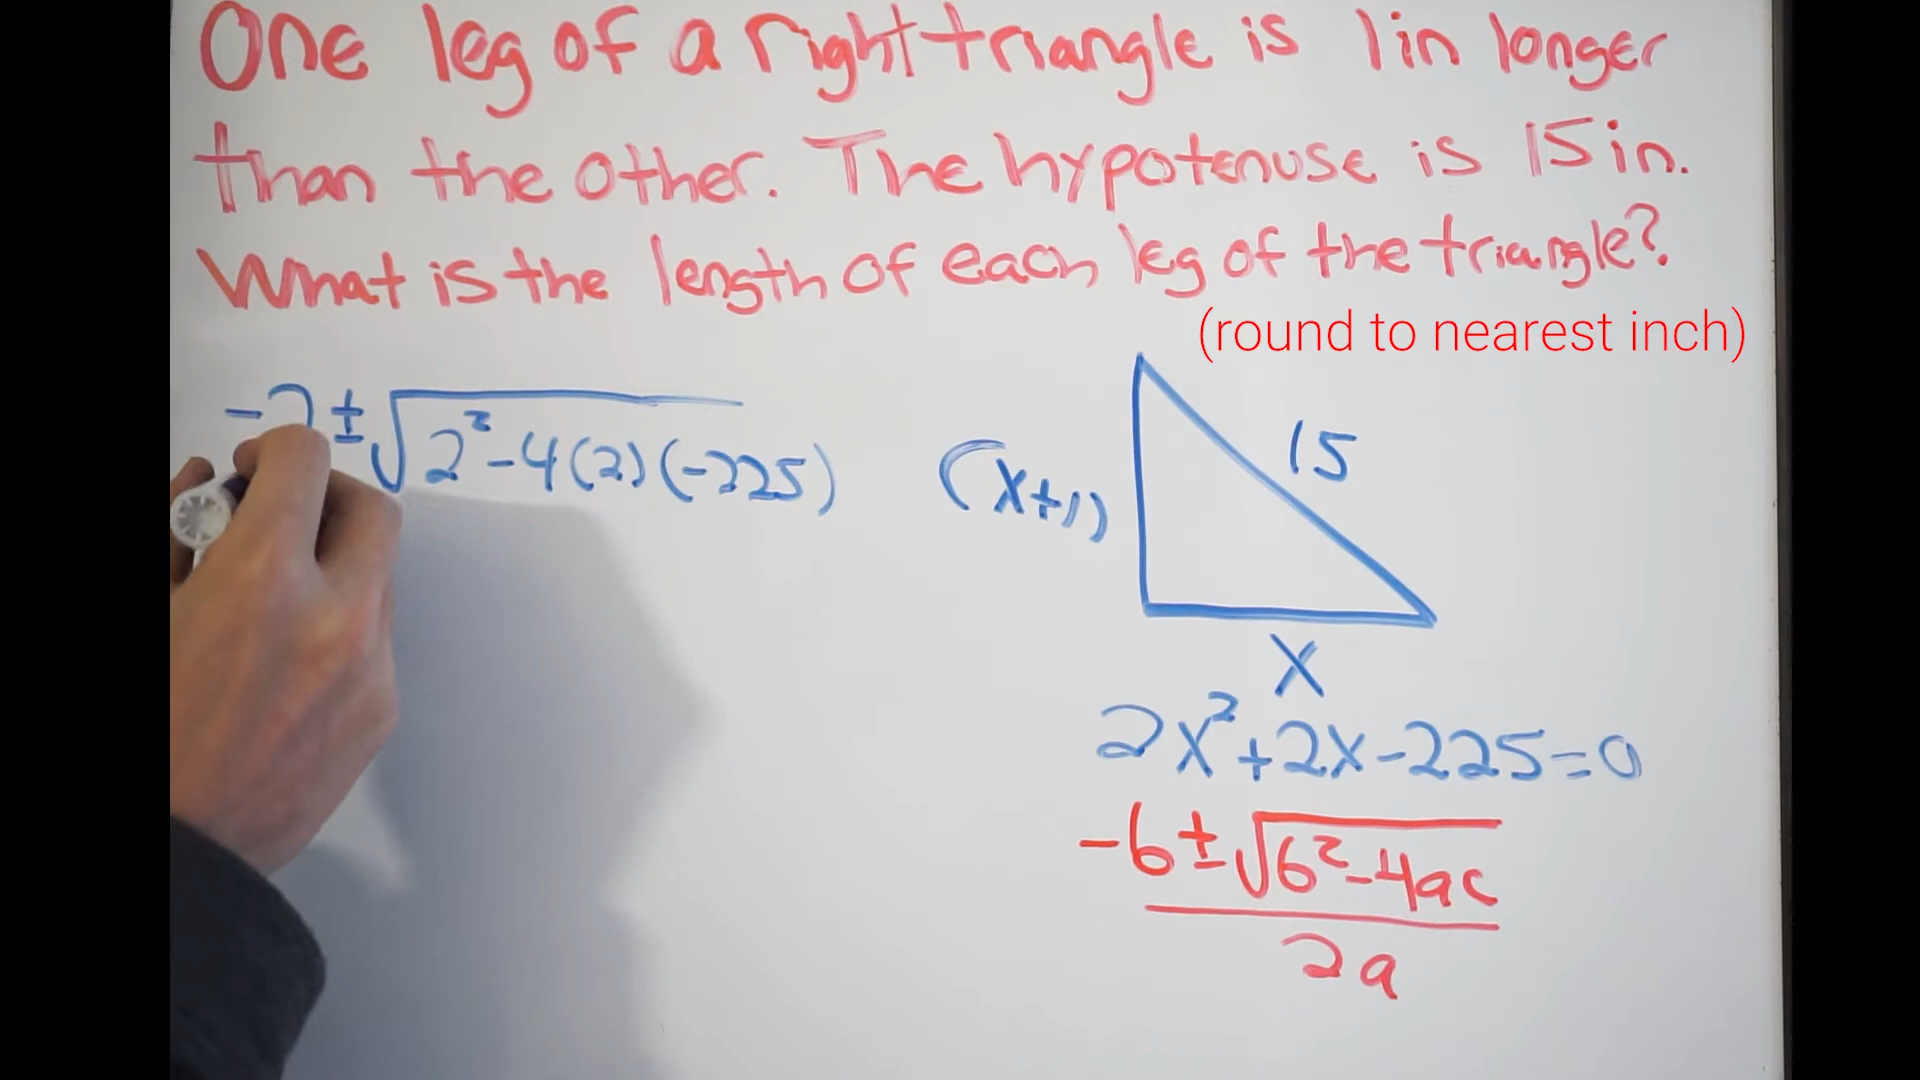 One leg of a right triangle is 1in longer
than the other. The hypotenuse is 15in.
What is the length of each leg of the triangle?
(round to nearest inch)
-2 ± √2² - 4(2)(-225)
(x+1)
15
x
2x²+2x-225=0
-b ± √b² - 4ac
2a